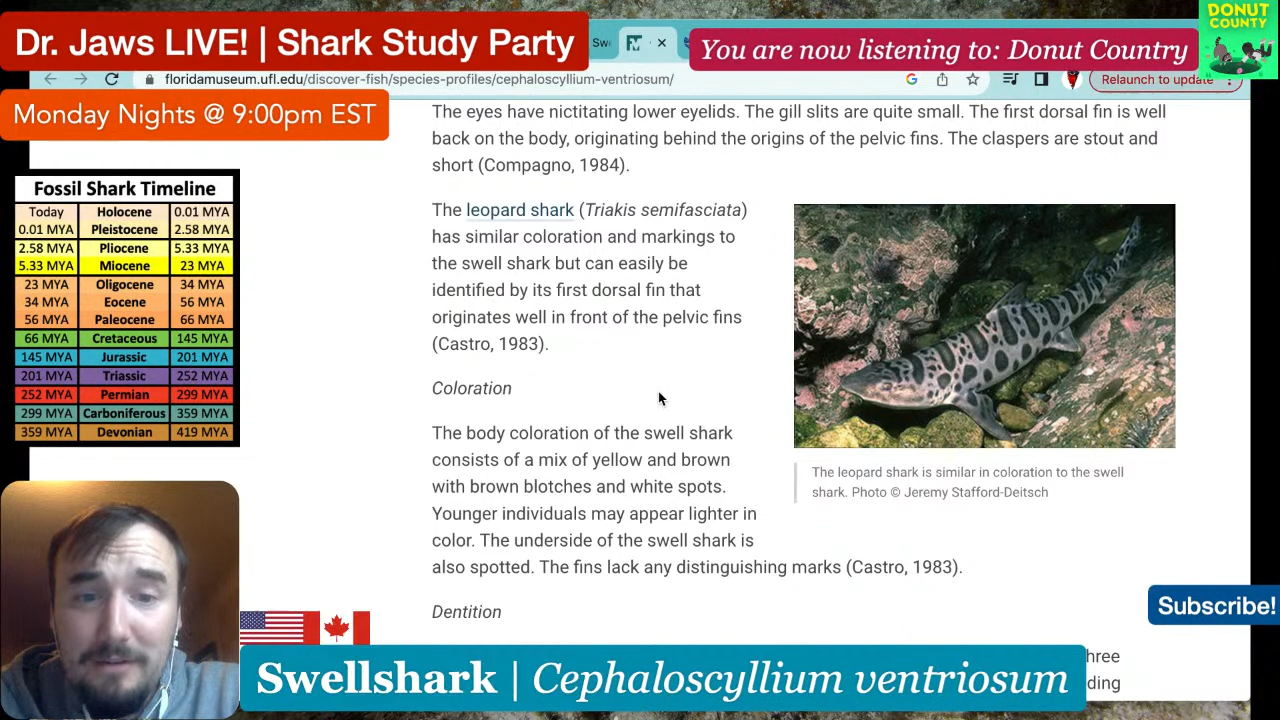 Dr. Jaws LIVE! | Shark Study Party
Swe
You are now listening to: Donut Country
DONUT
COUNTY
floridamuseum.ufl.edu/discover-fish/species-profiles/cephaloscyllium-ventriosum/
Relaunch to update
Monday Nights @ 9:00pm EST
The eyes have nictitating lower eyelids. The gill slits are quite small. The first dorsal fin is well
back on the body, originating behind the origins of the pelvic fins. The claspers are stout and
short (Compagno, 1984).
Fossil Shark Timeline
Today Holocene 0.01 MYA
0.01 MYA Pleistocene 2.58 MYA
2.58 MYA Pliocene 5.33 MYA
5.33 MYA Miocene 23 MYA
23 MYA Oligocene 34 MYA
34 MYA Eocene 56 MYA
56 MYA Paleocene 66 MYA
66 MYA Cretaceous 145 MYA
145 MYA Jurassic 201 MYA
201 MYA Triassic 252 MYA
252 MYA Permian 299 MYA
299 MYA Carboniferous 359 MYA
359 MYA Devonian 419 MYA
The leopard shark (Triakis semifasciata)
has similar coloration and markings to
the swell shark but can easily be
identified by its first dorsal fin that
originates well in front of the pelvic fins
(Castro, 1983).
Coloration
The body coloration of the swell shark
consists of a mix of yellow and brown
with brown blotches and white spots.
Younger individuals may appear lighter in
color. The underside of the swell shark is
also spotted. The fins lack any distinguishing marks (Castro, 1983).
The leopard shark is similar in coloration to the swell
shark. Photo © Jeremy Stafford-Deitsch
Dentition
hree
ding
Subscribe!
Swellshark | Cephaloscyllium ventriosum